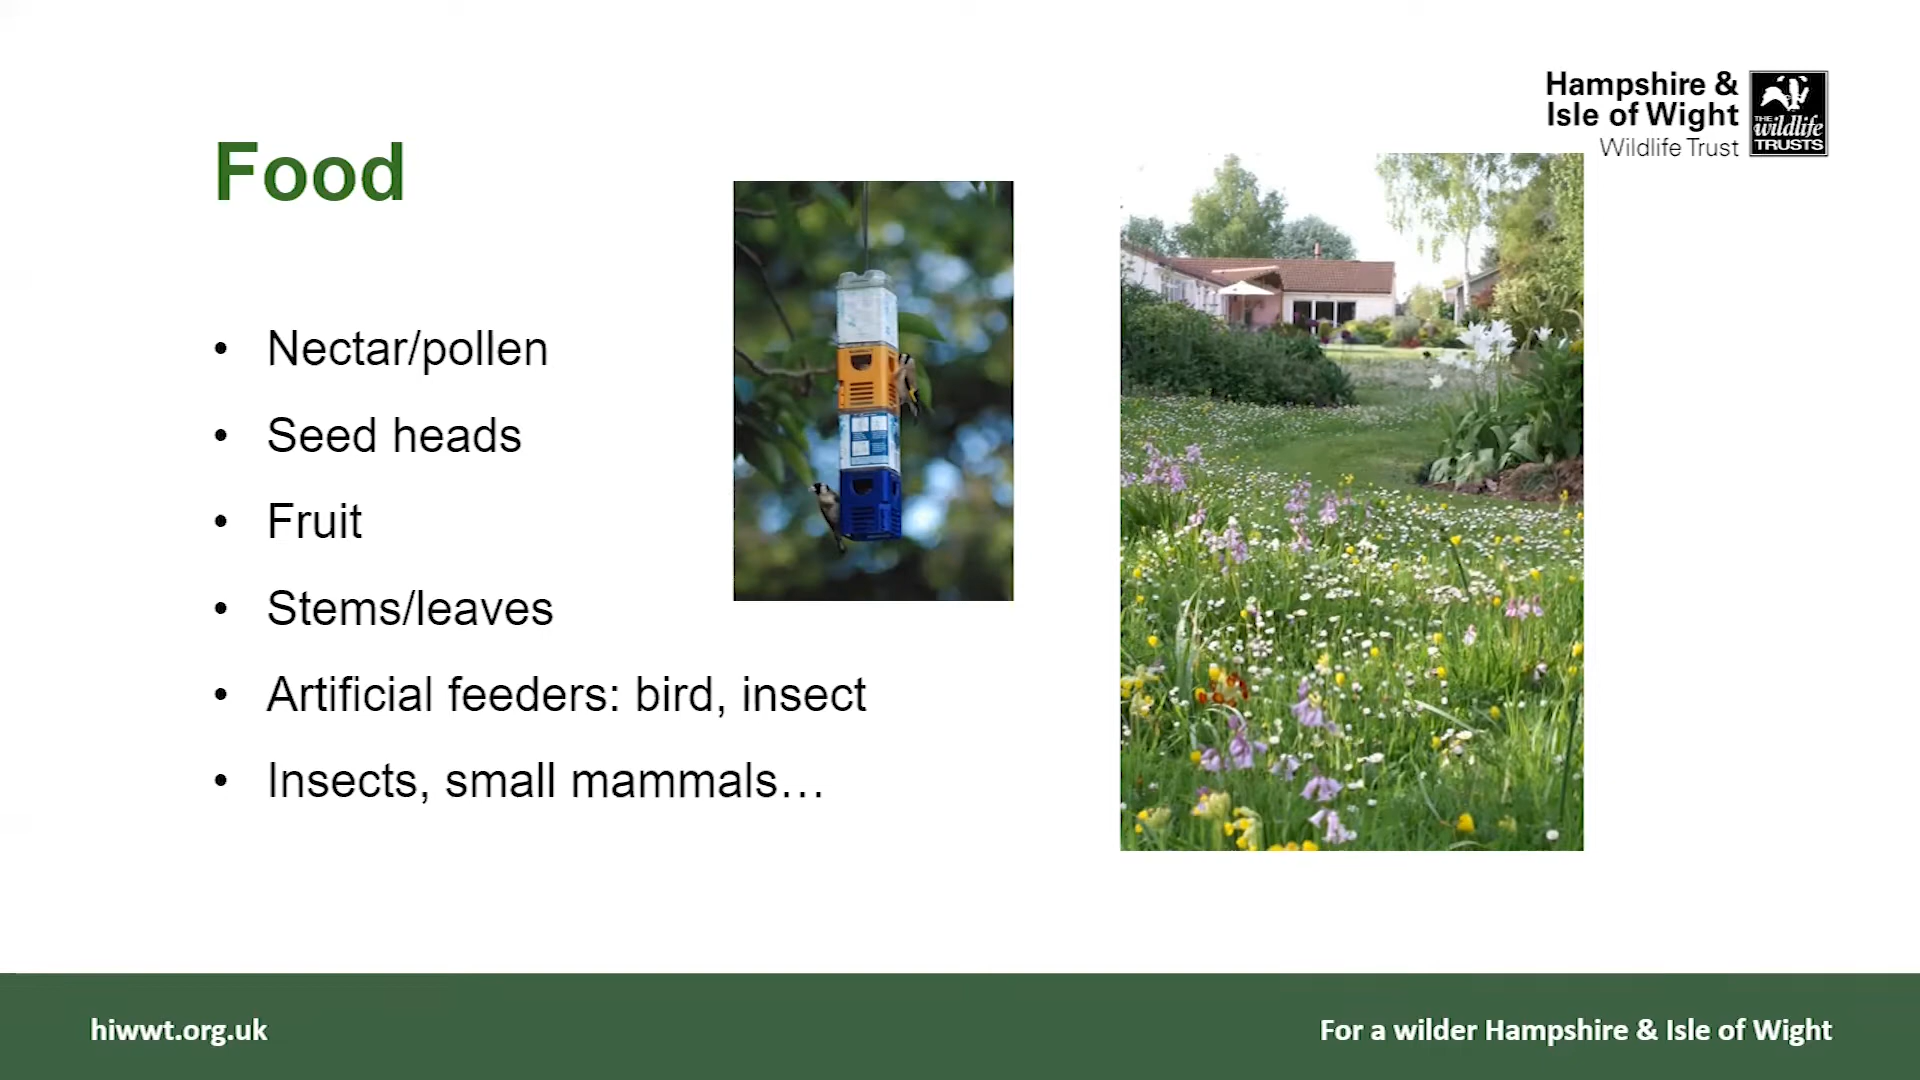 Hampshire &
Isle of Wight
Wildlife Trust
THE
wildlife
TRUSTS
Food
• Nectar/pollen
• Seed heads
• Fruit
• Stems/leaves
• Artificial feeders: bird, insect
• Insects, small mammals…
hiwwt.org.uk
For a wilder Hampshire & Isle of Wight